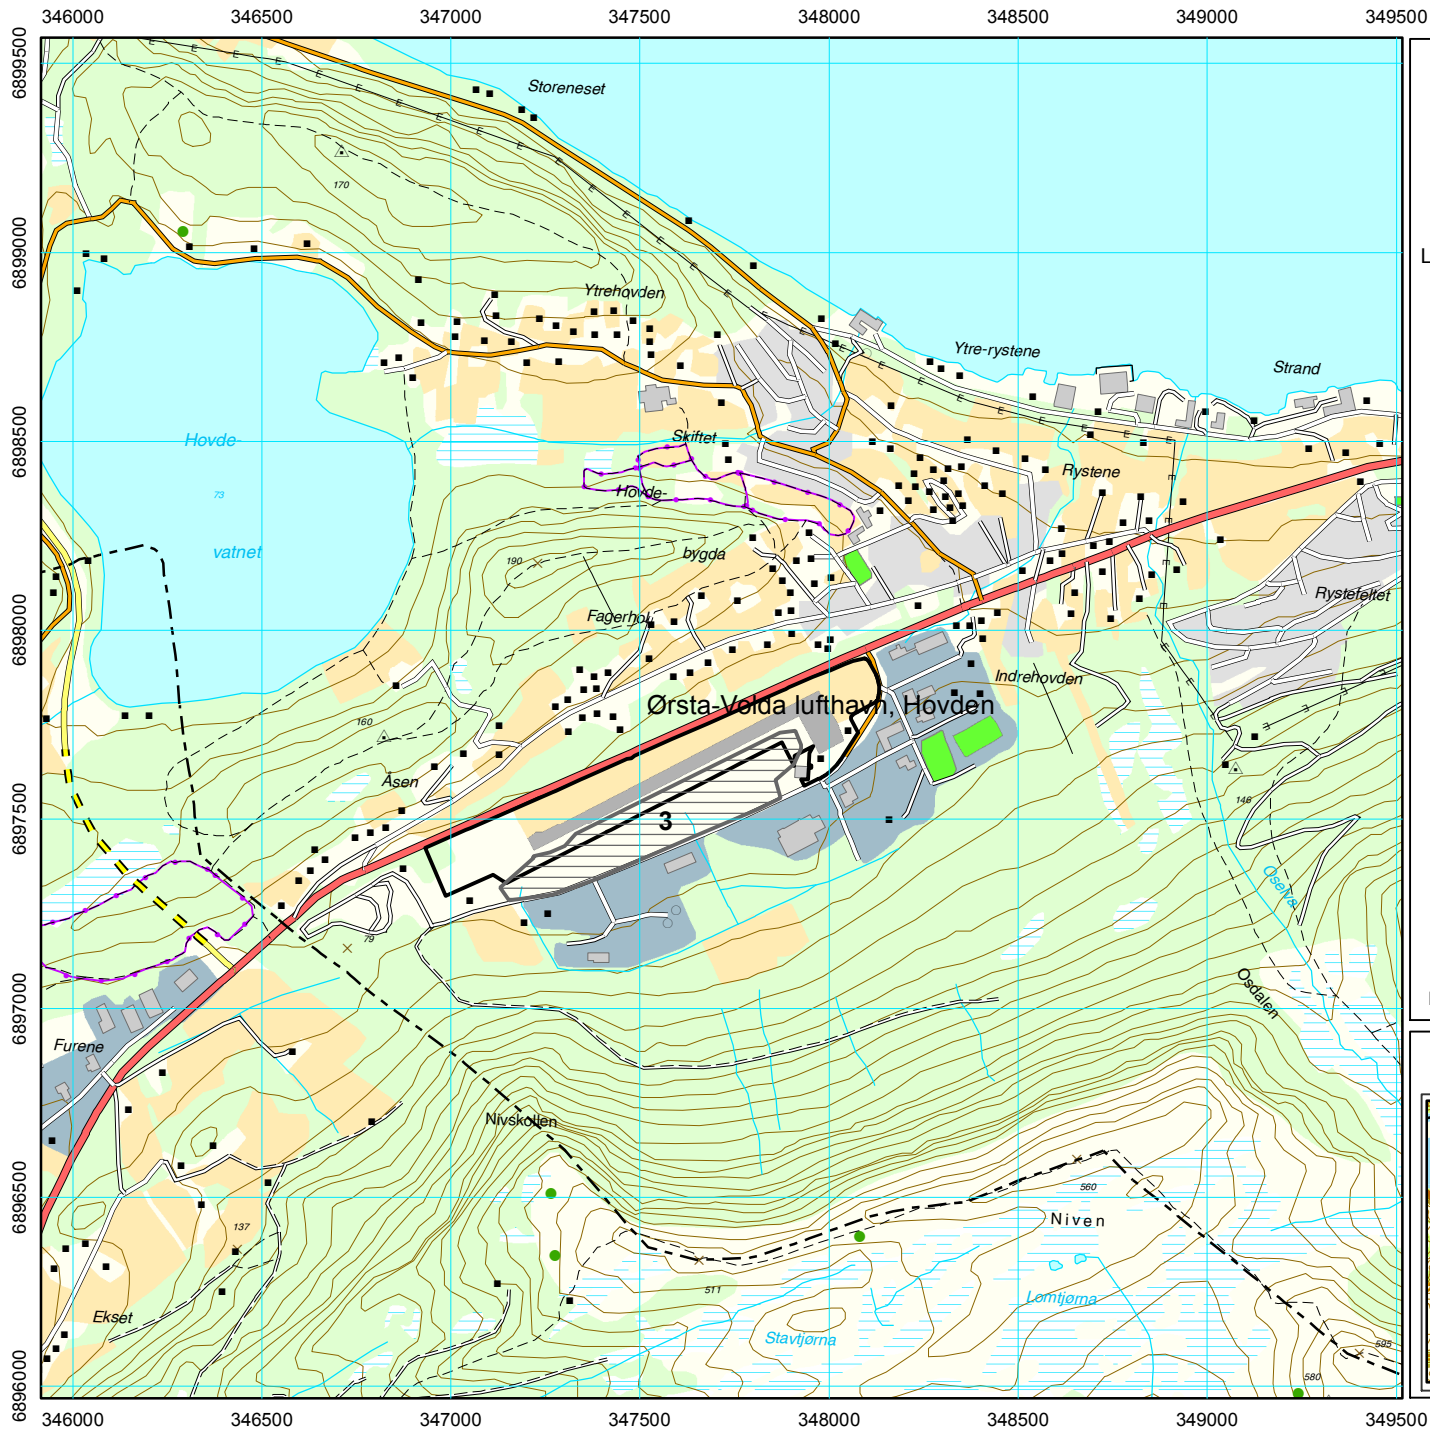 346000 346500 347000 347500 348000 348500 349000 349500
6899500
6899000
6898500
6898000
6897500
6897000
6896500
6896000
Storeneset
170
Ytrehovden
Ytre-rystene
Strand
Hovde-
73
vatnet
Skiftet
Hovde-
bygda
Rystene
190
Fagerhol
Rystefeltet
Indrehovden
Ørsta-Volda lufthavn, Hovden
160
Åsen
3
146
Oselva
79
Osdalen
Furene
Nivskollen
560
Niven
137
511
Lomtjørna
Ekset
Stavtjørna
595
580
L
346000 346500 347000 347500 348000 348500 349000 349500